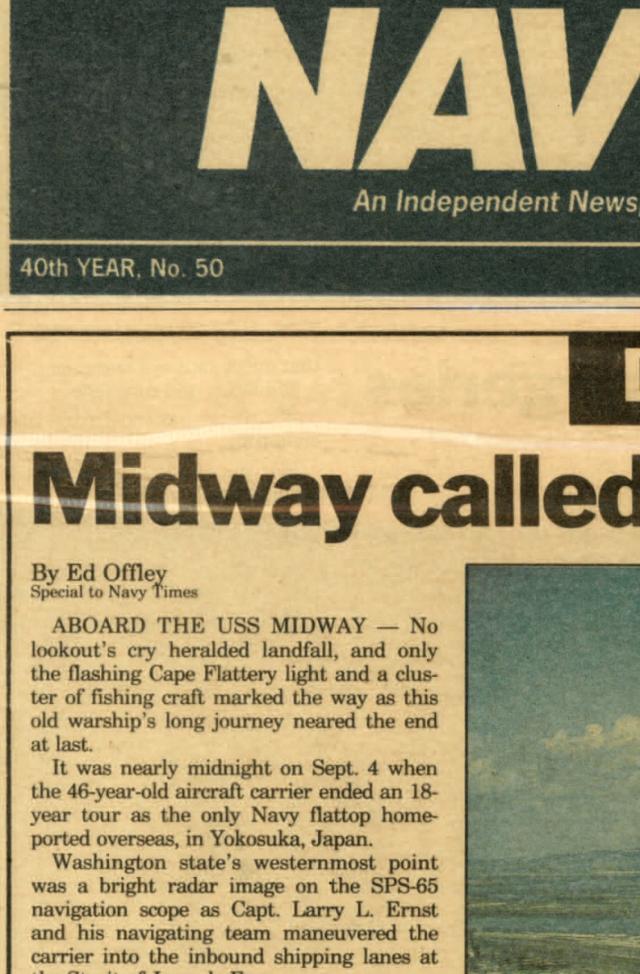 NAV
An Independent News
40th YEAR, No. 50
Midway called
By Ed Offley
Special to Navy Times
ABOARD THE USS MIDWAY — No
lookout's cry heralded landfall, and only
the flashing Cape Flattery light and a clus-
ter of fishing craft marked the way as this
old warship's long journey neared the end
at last.
It was nearly midnight on Sept. 4 when
the 46-year-old aircraft carrier ended an 18-
year tour as the only Navy flattop home-
ported overseas, in Yokosuka, Japan.
Washington state's westernmost point
was a bright radar image on the SPS-65
navigation scope as Capt. Larry L. Ernst
and his navigating team maneuvered the
carrier into the inbound shipping lanes at